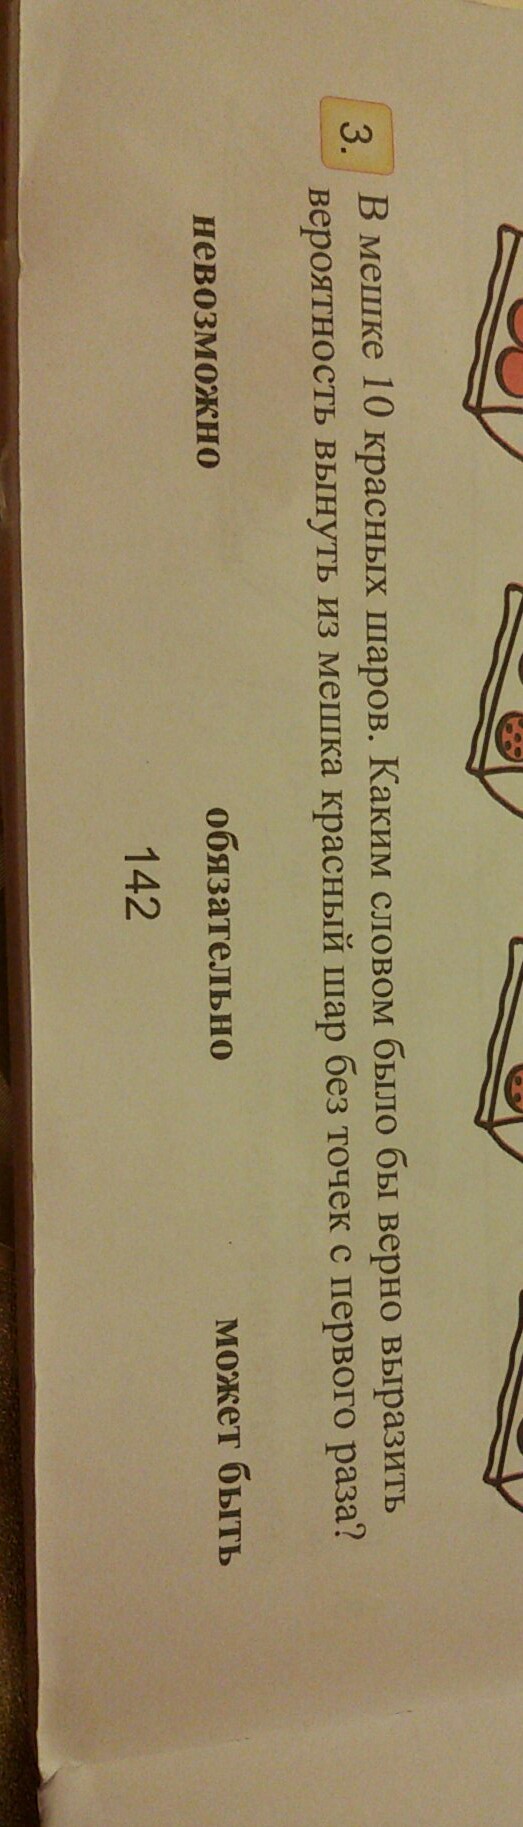 3. В мешке 10 красных шаров. Каким словом было бы верно выразить
вероятность вынуть из мешка красный шар без точек с первого раза?
невозможно обязательно может быть
142